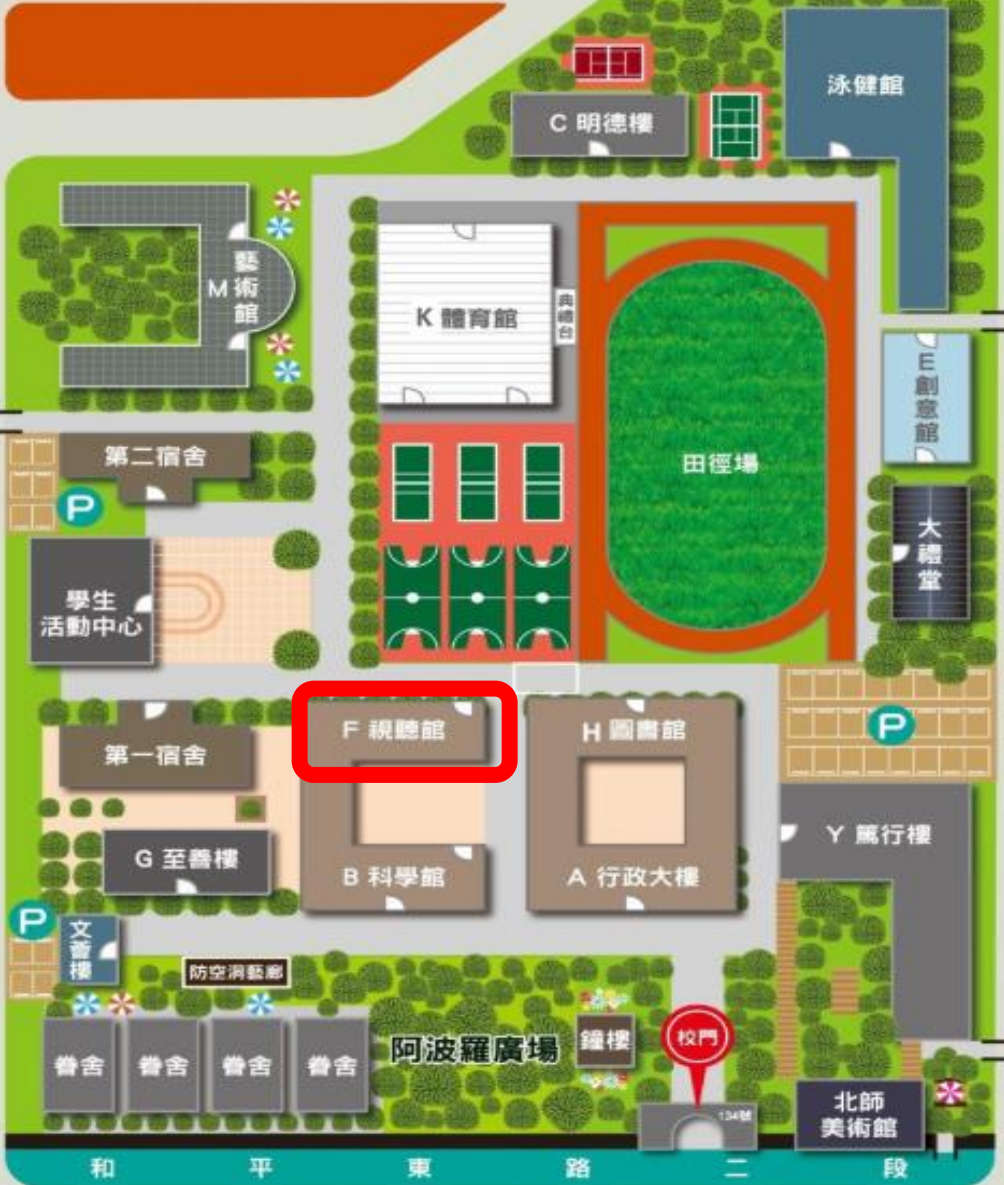 泳健館
C 明德樓
M 藝術館
K 體育館
典禮台
E 創意館
第二宿舍
田徑場
P
大禮堂
學生
活動中心
F 視聽館
H 圖書館
P
第一宿舍
Y 篤行樓
G 至善樓
B 科學館
A 行政大樓
P
文薈樓
防空洞藝廊
阿波羅廣場
鐘樓
校門
眷舍
眷舍
眷舍
眷舍
134號
北師
美術館
和平東路二段